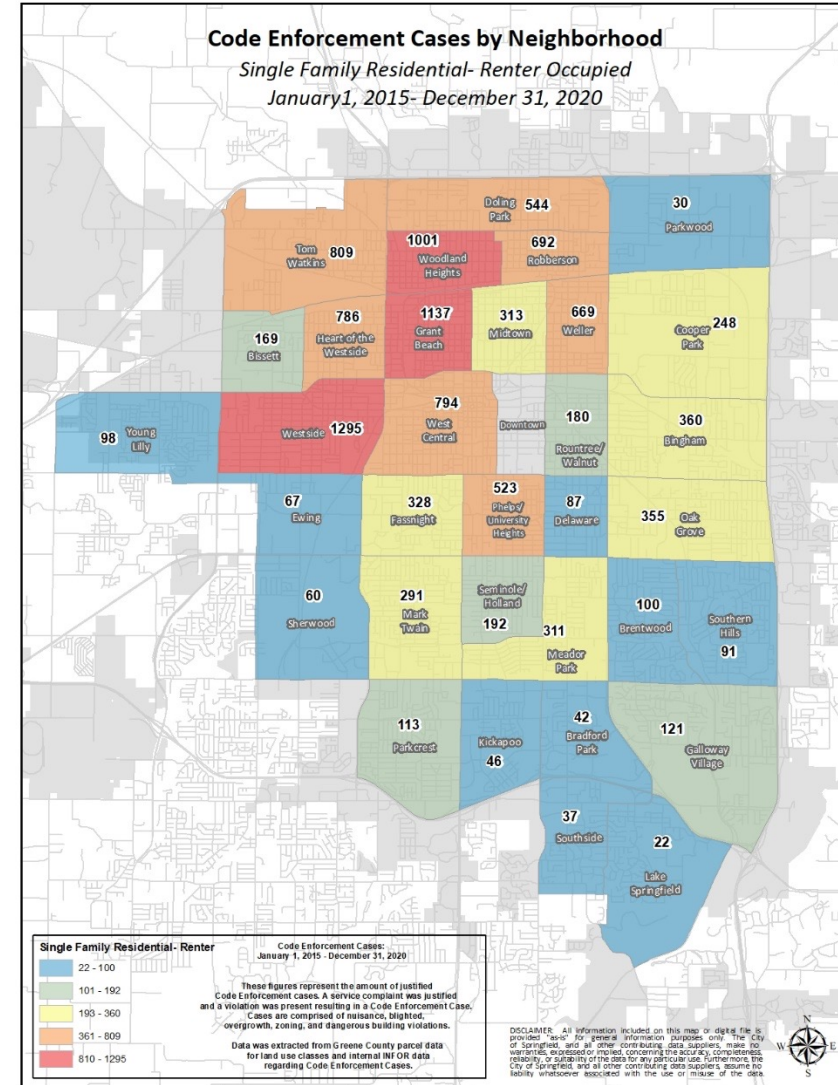 Code Enforcement Cases by Neighborhood
Single Family Residential- Renter Occupied
January1, 2015- December 31, 2020
Doling
Park
544
30
Parkwood
Tom
Watkins
809
1001
Woodland
Heights
692
Robberson
169
Bissett
786
Heart of the
Westside
1137
Grant
Beach
313
Midtown
669
Weller
Cooper
Park
248
98
Young
Lilly
Westside
1295
794
West
Central
Downtown
180
Rountree/
Walnut
360
Bingham
67
Ewing
328
Fassnight
523
Phelps/
University
Heights
87
Delaware
355
Oak
Grove
60
Sherwood
291
Mark
Twain
Seminole/
Holland
192
311
Meador
Park
100
Brentwood
Southern
Hills
91
113
Parkcrest
Kickapoo
46
42
Bradford
Park
121
Galloway
Village
37
Southside
22
Lake
Springfield
Single Family Residential- Renter
22 - 100
101 - 192
193 - 360
361 - 809
810 - 1295
Code Enforcement Cases:
January 1, 2015 - December 31, 2020
These figures represent the amount of justified
Code Enforcement cases. A service complaint was justified
and a violation was present resulting in a Code Enforcement Case.
Cases are comprised of nuisance, blighted,
overgrowth, zoning, and dangerous building violations.
Data was extracted from Greene County parcel data
for land use classes and internal INFOR data
regarding Code Enforcement Cases.
DISCLAIMER: All information included on this map or digital file is
provided "as-is" for general information purposes only. The City
of Springfield, and all other contributing data suppliers, make no
warranties, expressed or implied, concerning the accuracy, completeness,
reliability, or suitability of the data for any particular use. Furthermore, the
City of Springfield, and all other contributing data suppliers, assume no
liability whatsoever associated with the use or misuse of the data.
N
W
E
S